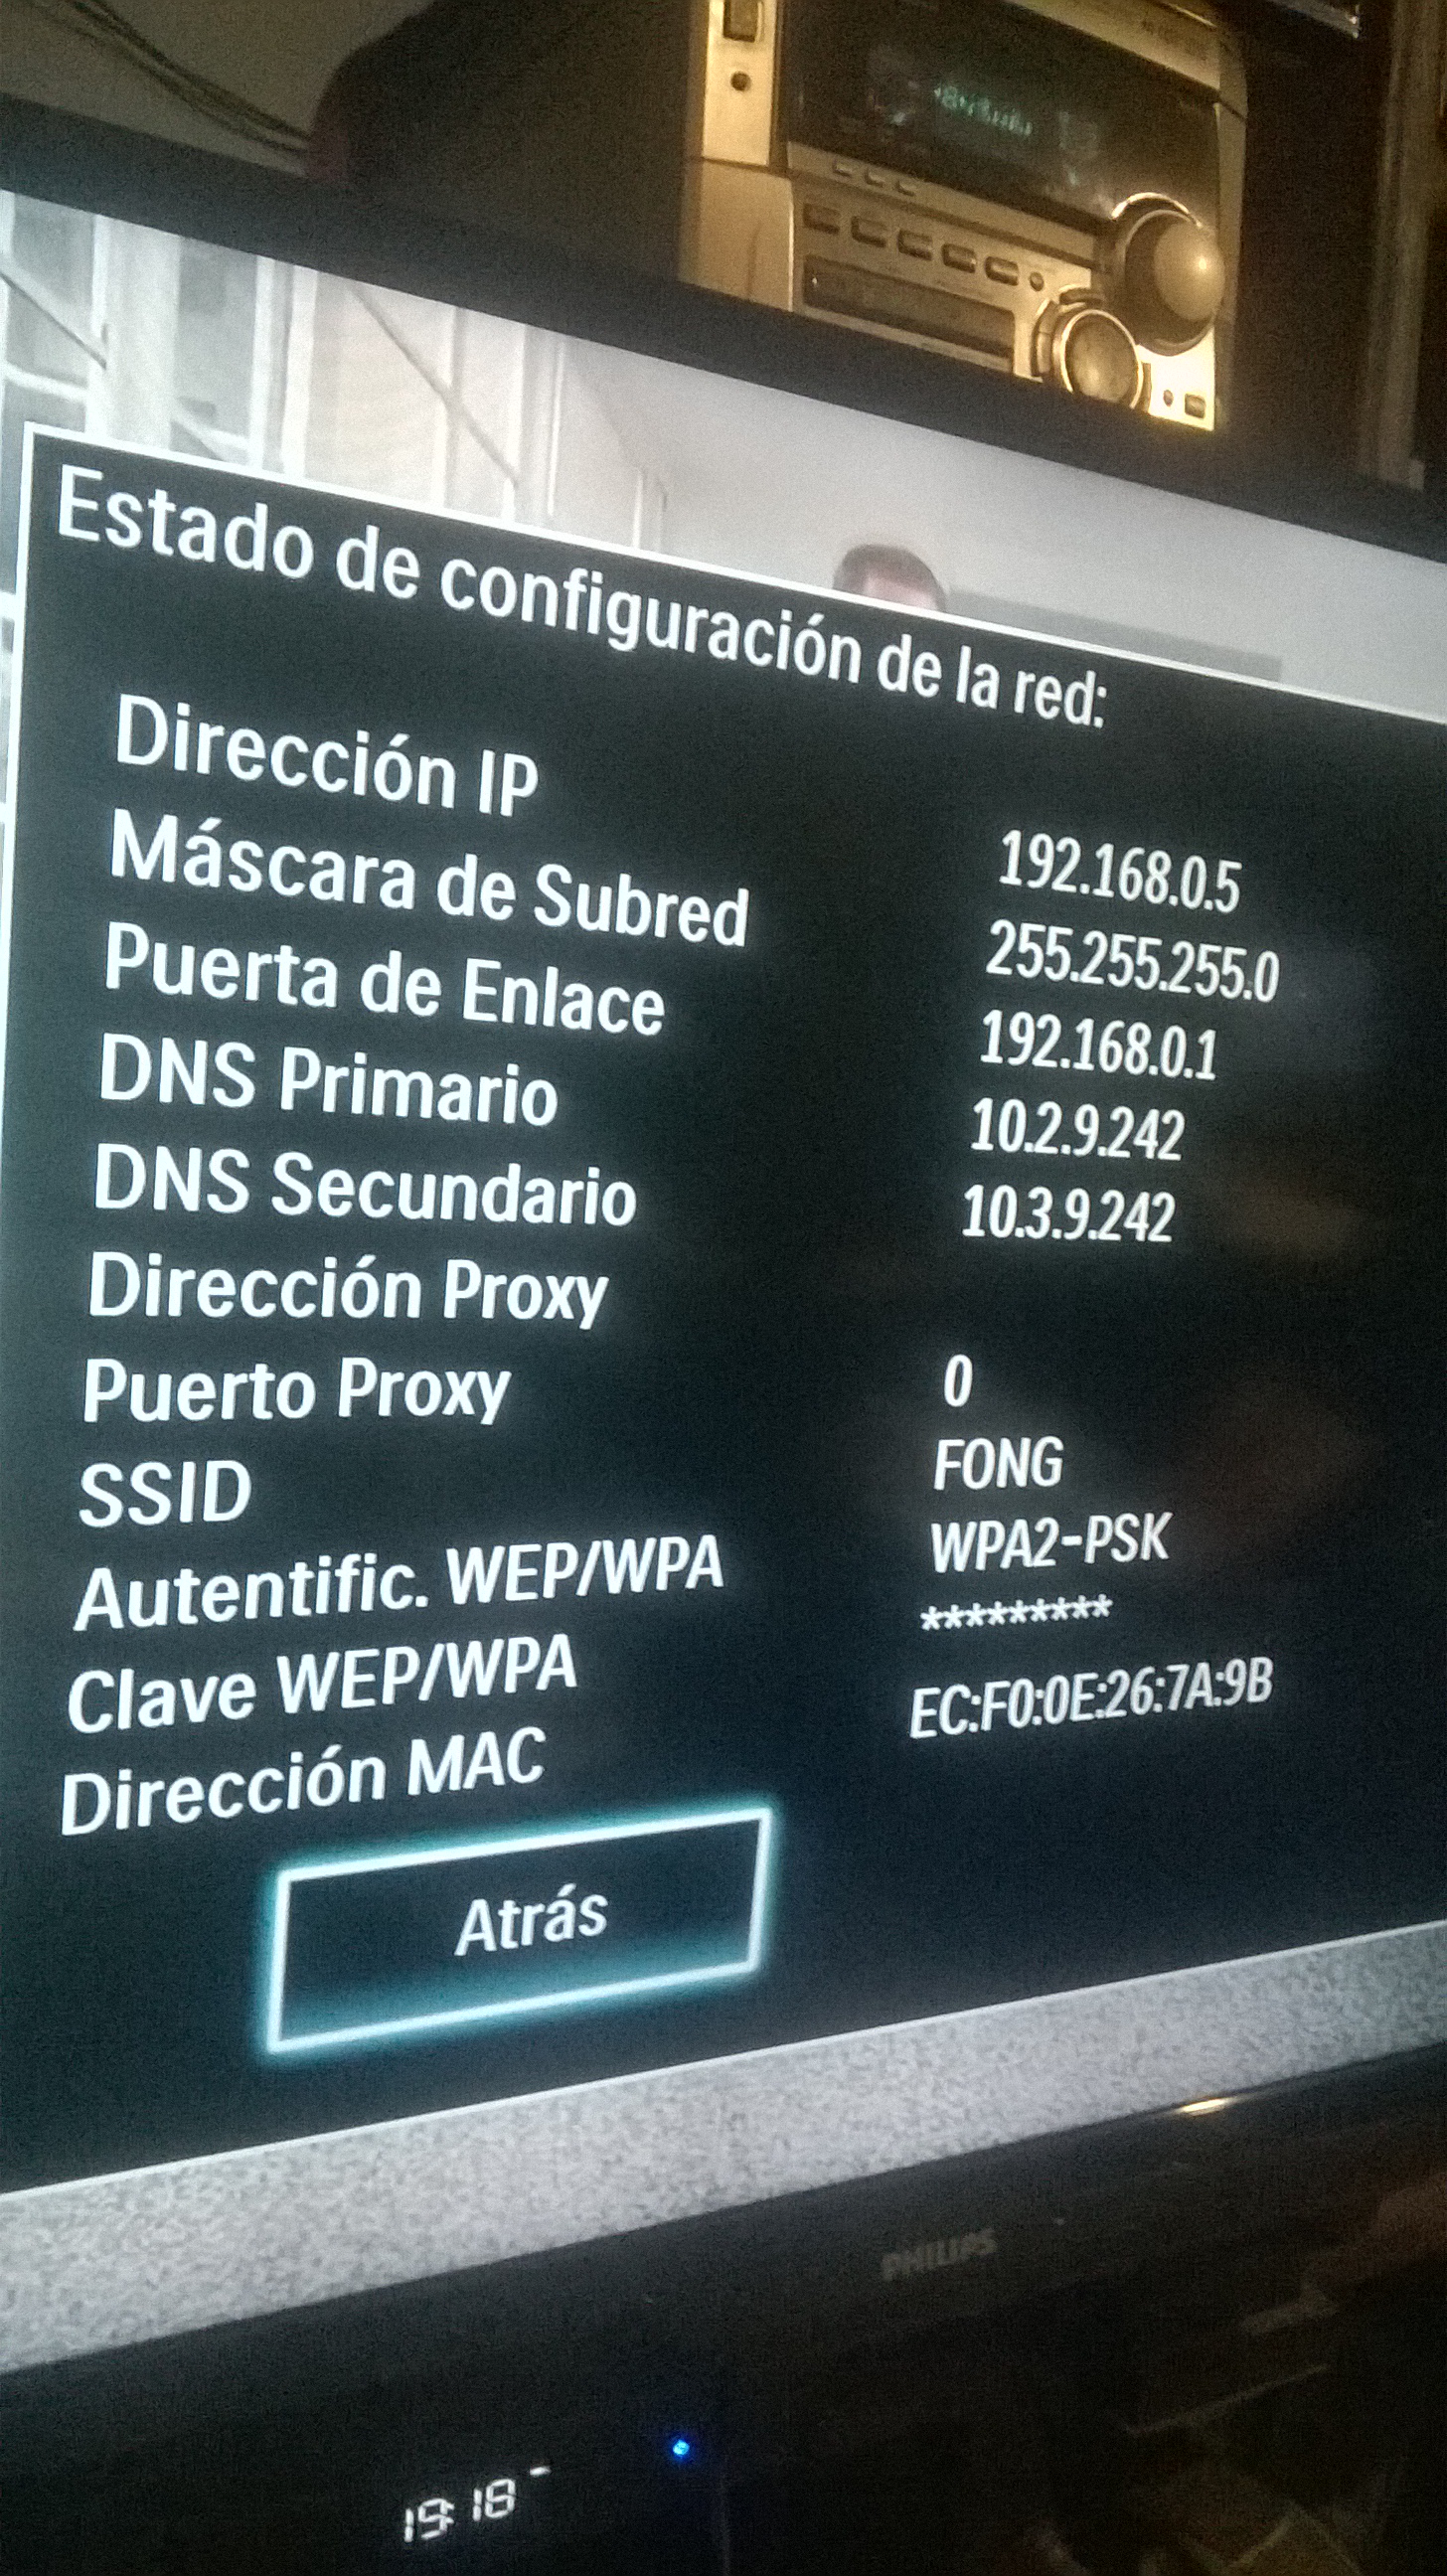 Estado de configuración de la red:
Dirección IP 192.168.0.5
Máscara de Subred 255.255.255.0
Puerta de Enlace 192.168.0.1
DNS Primario 10.2.9.242
DNS Secundario 10.3.9.242
Dirección Proxy
Puerto Proxy 0
SSID FONG
Autentific. WEP/WPA WPA2-PSK
Clave WEP/WPA *********
Dirección MAC EC:F0:0E:26:7A:9B
Atrás
PHILIPS
19:18